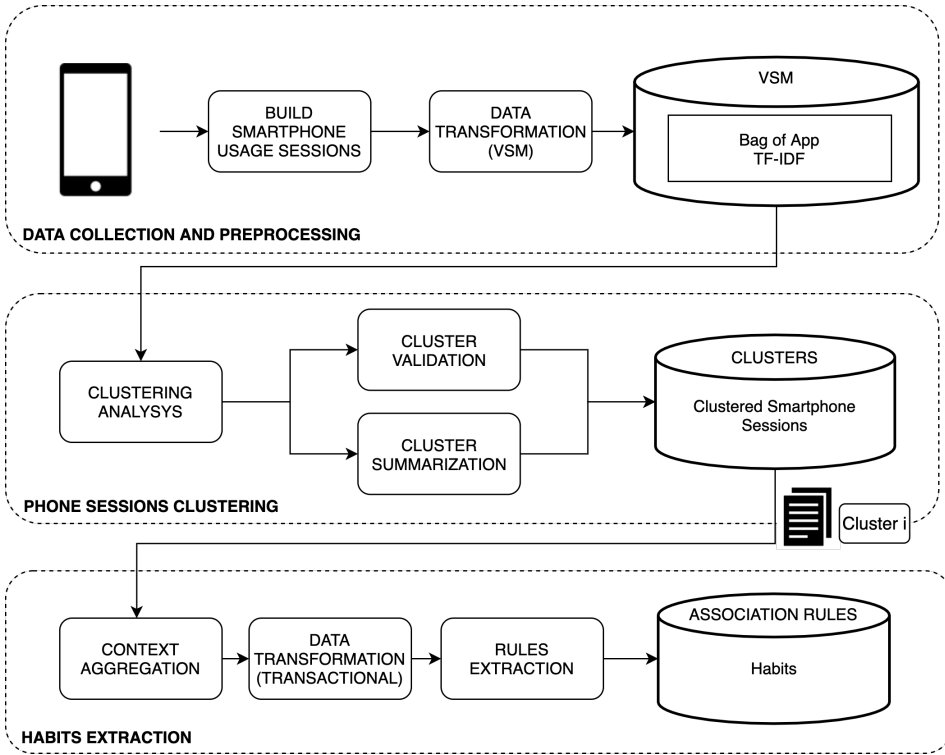 BUILD
SMARTPHONE
USAGE SESSIONS
DATA
TRANSFORMATION
(VSM)
VSM
Bag of App
TF-IDF
DATA COLLECTION AND PREPROCESSING
CLUSTERING
ANALYSYS
CLUSTER
VALIDATION
CLUSTER
SUMMARIZATION
CLUSTERS
Clustered Smartphone
Sessions
PHONE SESSIONS CLUSTERING
Cluster i
CONTEXT
AGGREGATION
DATA
TRANSFORMATION
(TRANSACTIONAL)
RULES
EXTRACTION
ASSOCIATION RULES
Habits
HABITS EXTRACTION